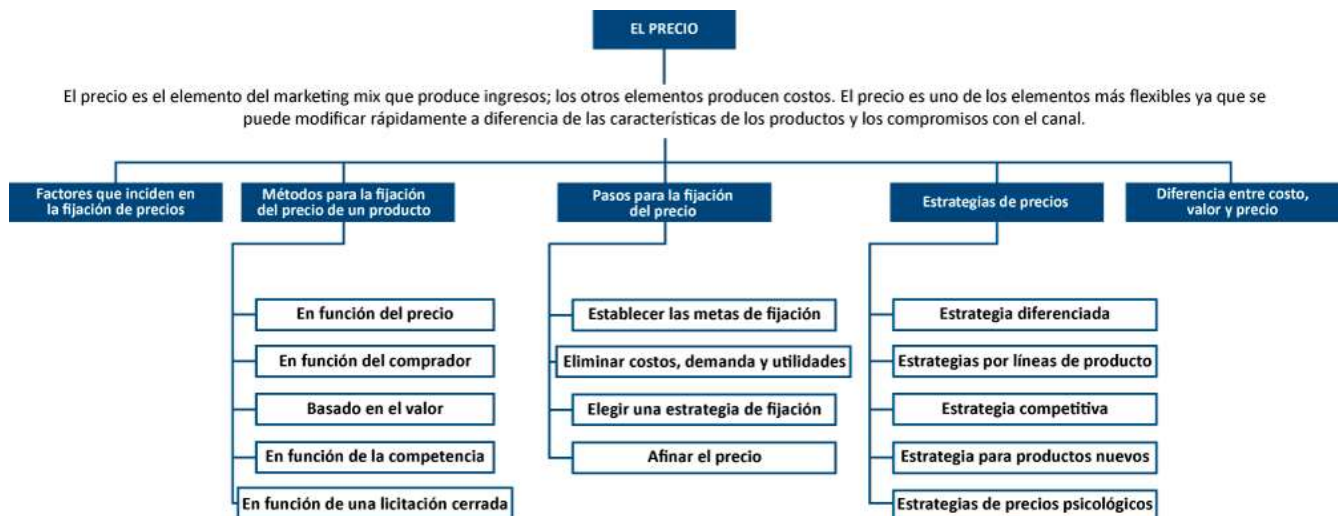 EL PRECIO
El precio es el elemento del marketing mix que produce ingresos; los otros elementos producen costos. El precio es uno de los elementos más flexibles ya que se
puede modificar rápidamente a diferencia de las características de los productos y los compromisos con el canal.
Factores que inciden en
la fijación de precios
Métodos para la fijación
del precio de un producto
En función del precio
En función del comprador
Basado en el valor
En función de la competencia
En función de una licitación cerrada
Pasos para la fijación
del precio
Establecer las metas de fijación
Eliminar costos, demanda y utilidades
Elegir una estrategia de fijación
Afinar el precio
Estrategias de precios
Estrategia diferenciada
Estrategias por líneas de producto
Estrategia competitiva
Estrategia para productos nuevos
Estrategias de precios psicológicos
Diferencia entre costo,
valor y precio